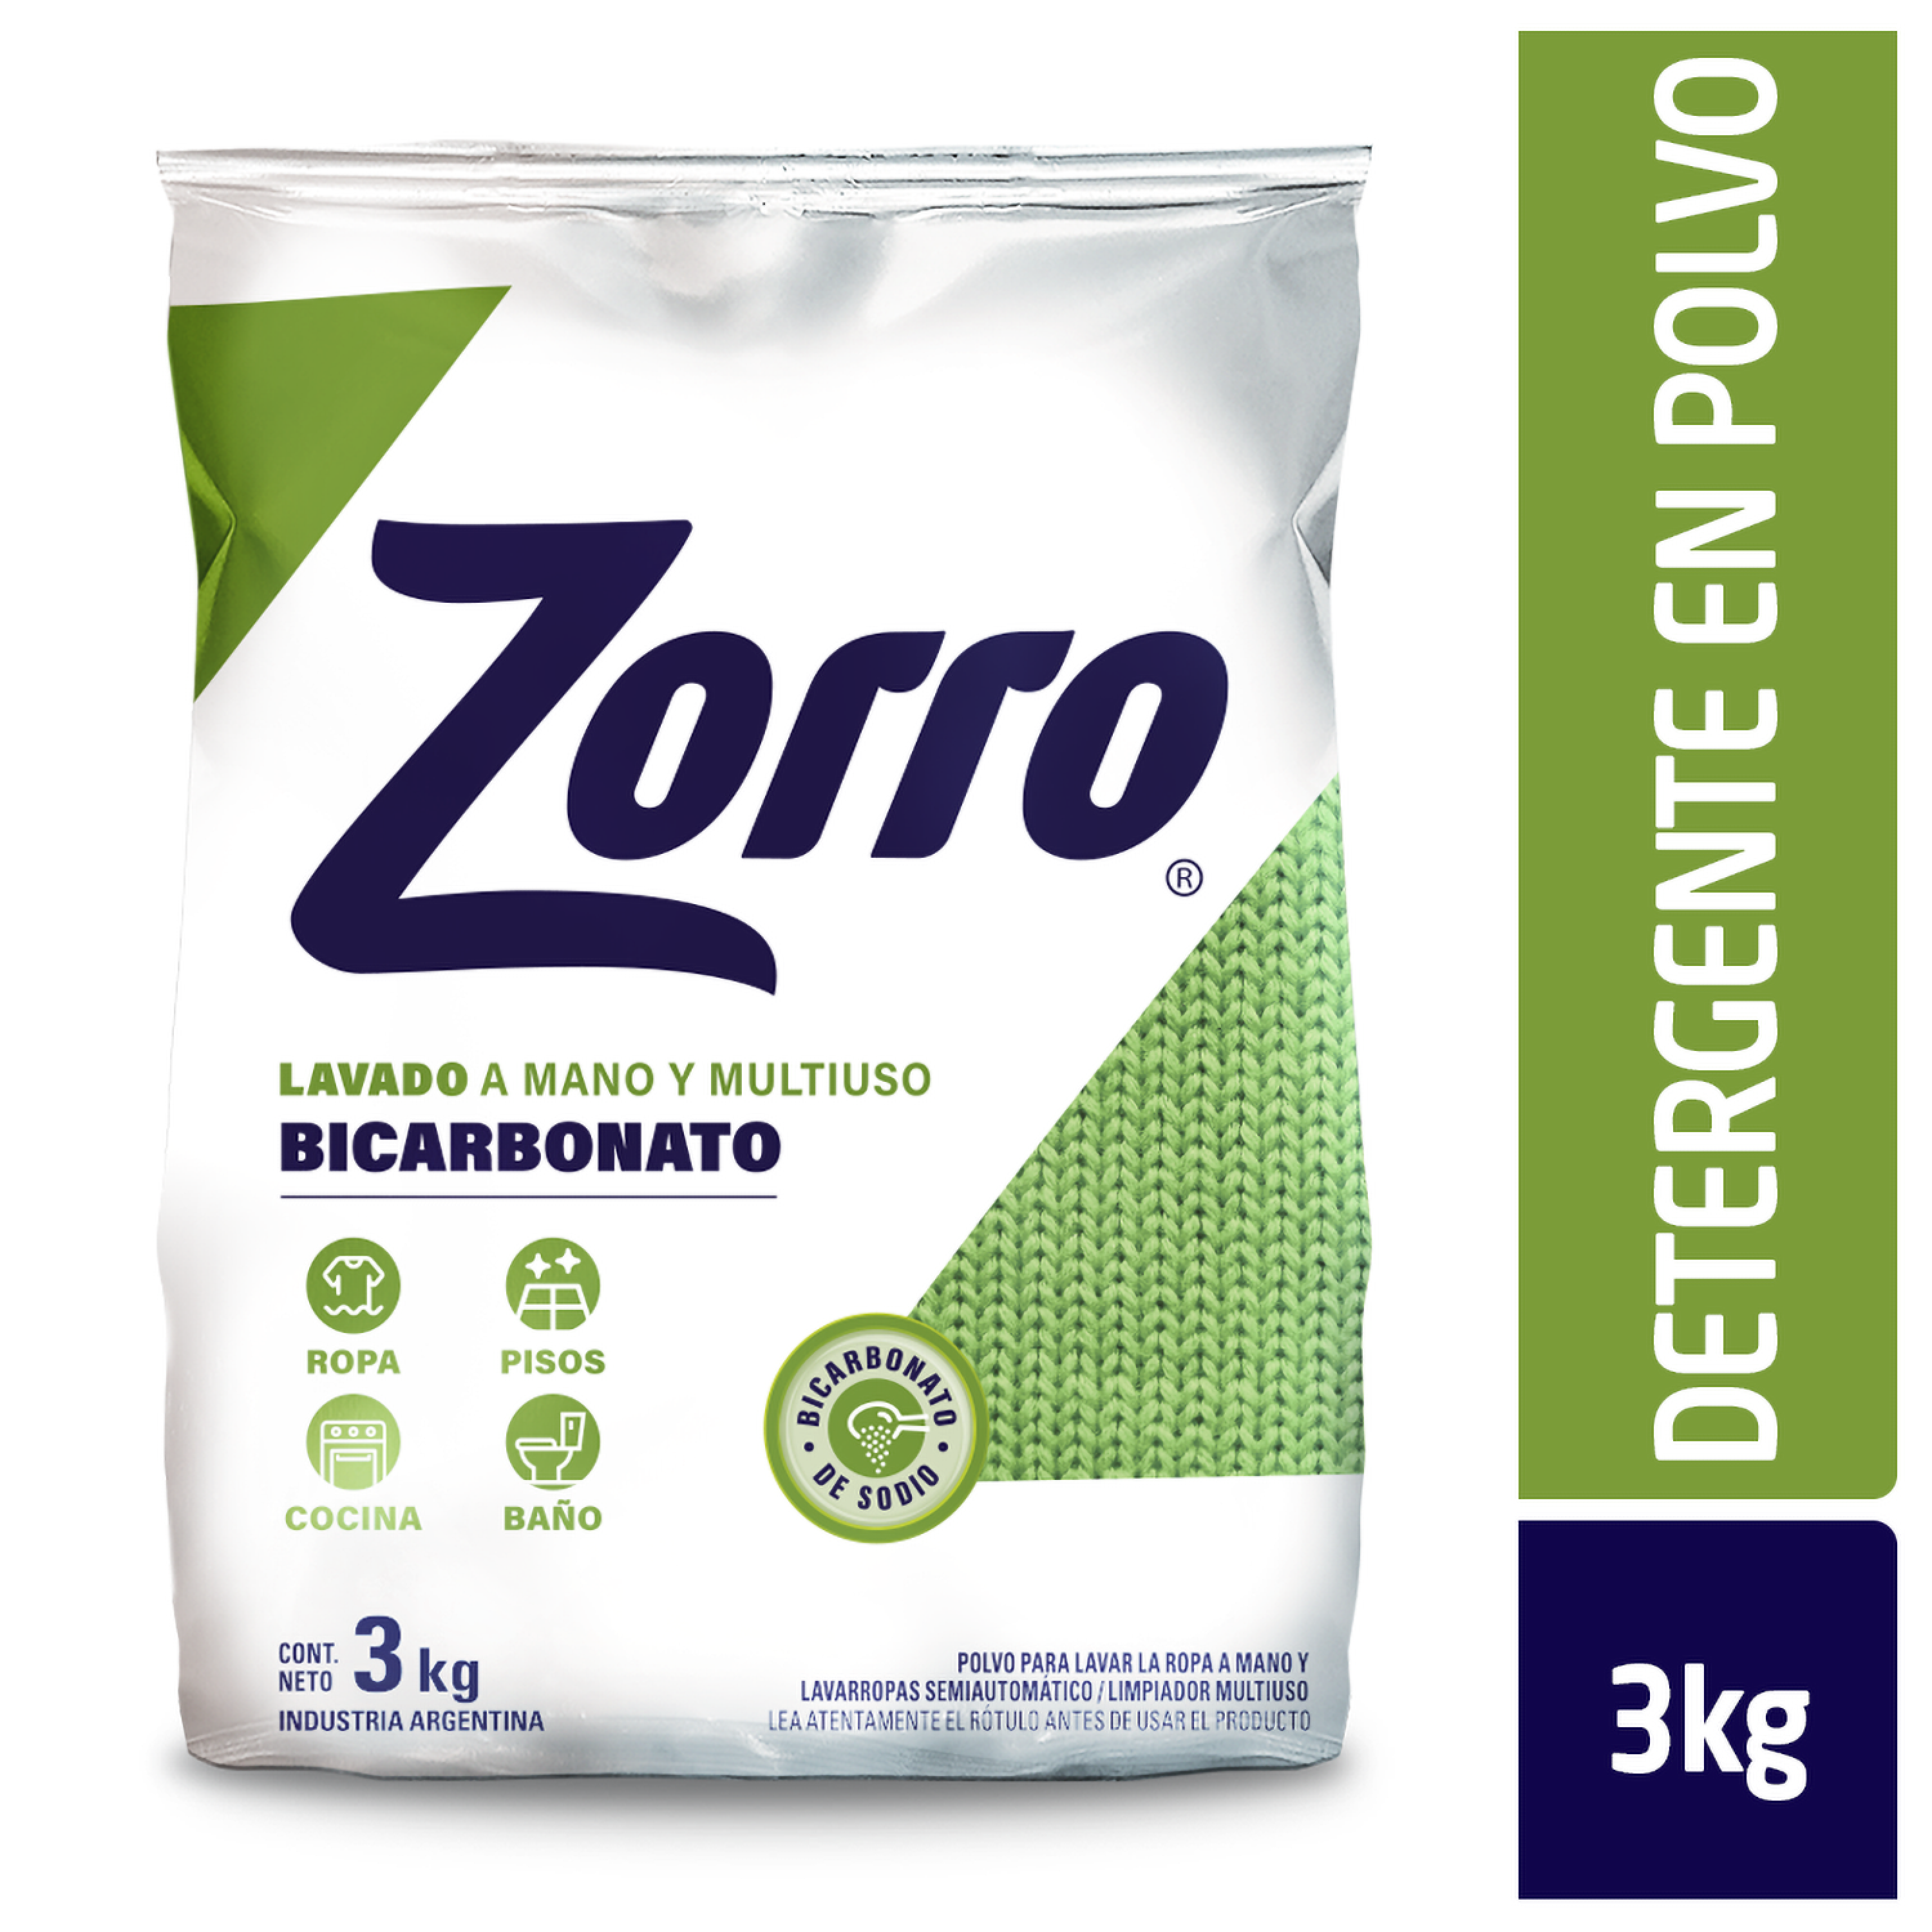 Zorro®
LAVADO A MANO Y MULTIUSO
BICARBONATO
ROPA
PISOS
COCINA
BAÑO
BICARBONATO
• DE SODIO •
CONT.
NETO
3 kg
INDUSTRIA ARGENTINA
POLVO PARA LAVAR LA ROPA A MANO Y
LAVARROPAS SEMIAUTOMÁTICO / LIMPIADOR MULTIUSO
LEA ATENTAMENTE EL RÓTULO ANTES DE USAR EL PRODUCTO
DETERGENTE EN POLVO
3kg